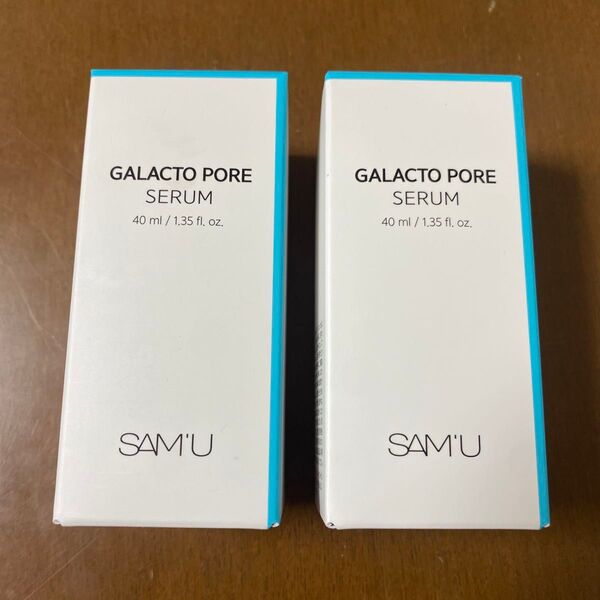 GALACTO PORE
SERUM
40 ml / 1.35 fl. oz.
SAM'U
GALACTO PORE
SERUM
40 ml / 1.35 fl. oz.
SAM'U